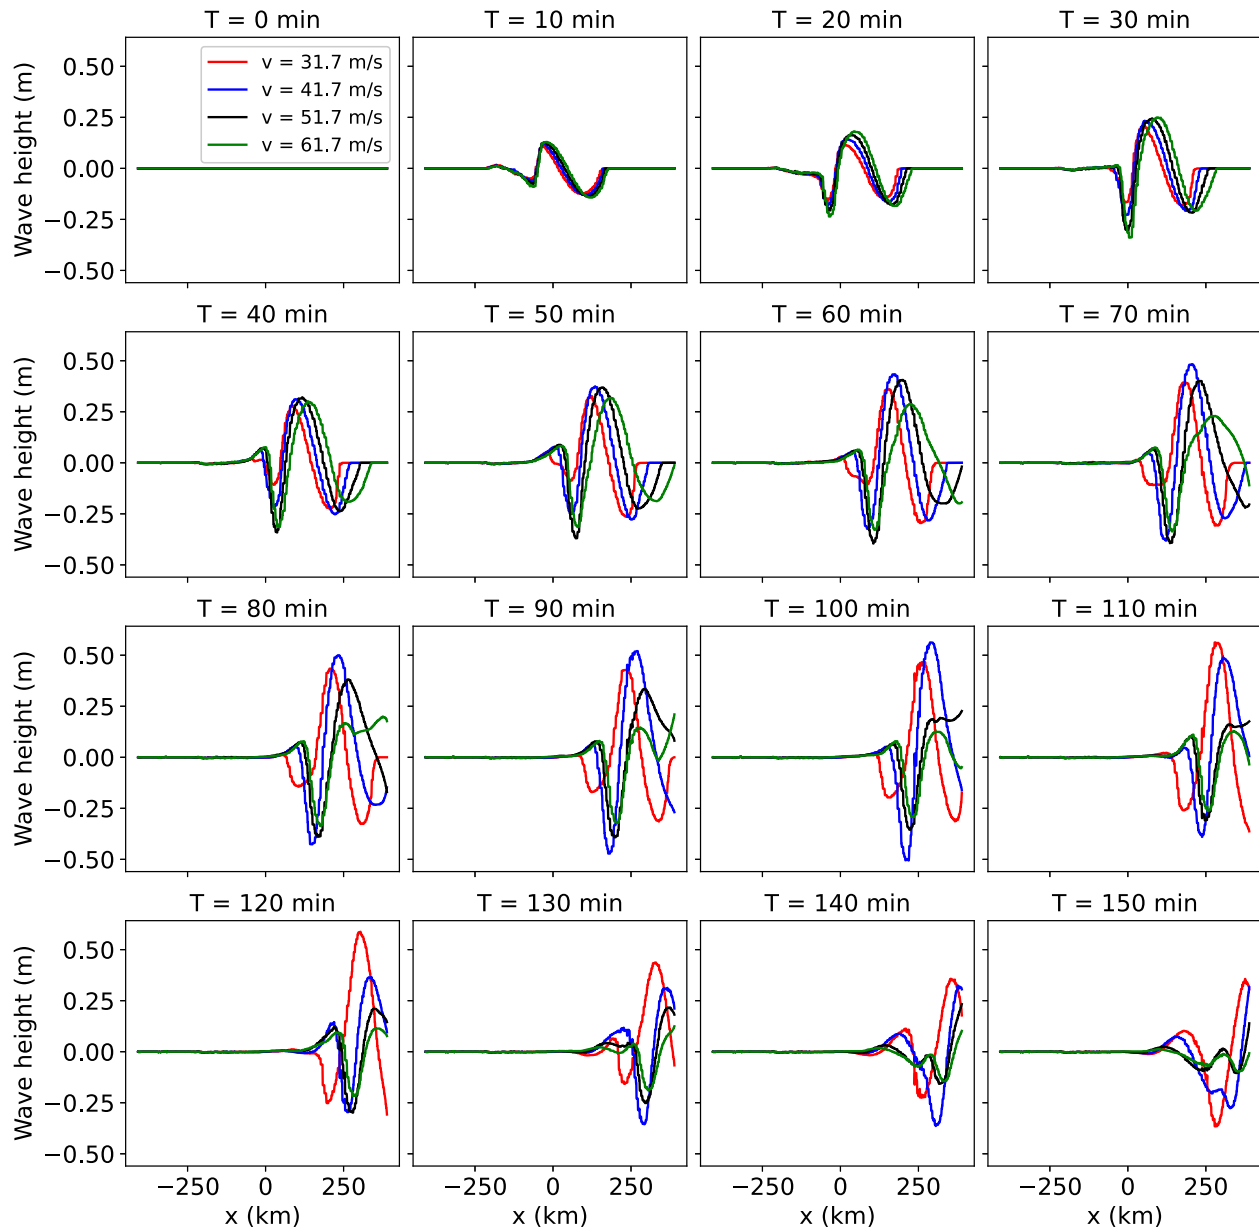 T = 0 min
T = 10 min
T = 20 min
T = 30 min
Wave height (m)
0.50
0.25
0.00
−0.25
−0.50
v = 31.7 m/s
v = 41.7 m/s
v = 51.7 m/s
v = 61.7 m/s
T = 40 min
T = 50 min
T = 60 min
T = 70 min
Wave height (m)
0.50
0.25
0.00
−0.25
−0.50
T = 80 min
T = 90 min
T = 100 min
T = 110 min
Wave height (m)
0.50
0.25
0.00
−0.25
−0.50
T = 120 min
T = 130 min
T = 140 min
T = 150 min
Wave height (m)
0.50
0.25
0.00
−0.25
−0.50
−250 0 250
−250 0 250
−250 0 250
−250 0 250
x (km)
x (km)
x (km)
x (km)